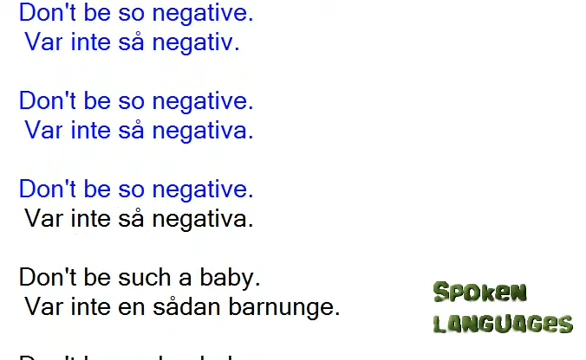 Don't be so negative.
Var inte så negativ.
Don't be so negative.
Var inte så negativa.
Don't be so negative.
Var inte så negativa.
Don't be such a baby.
Var inte en sådan barnunge.
SPOKEN
LANGUAGES